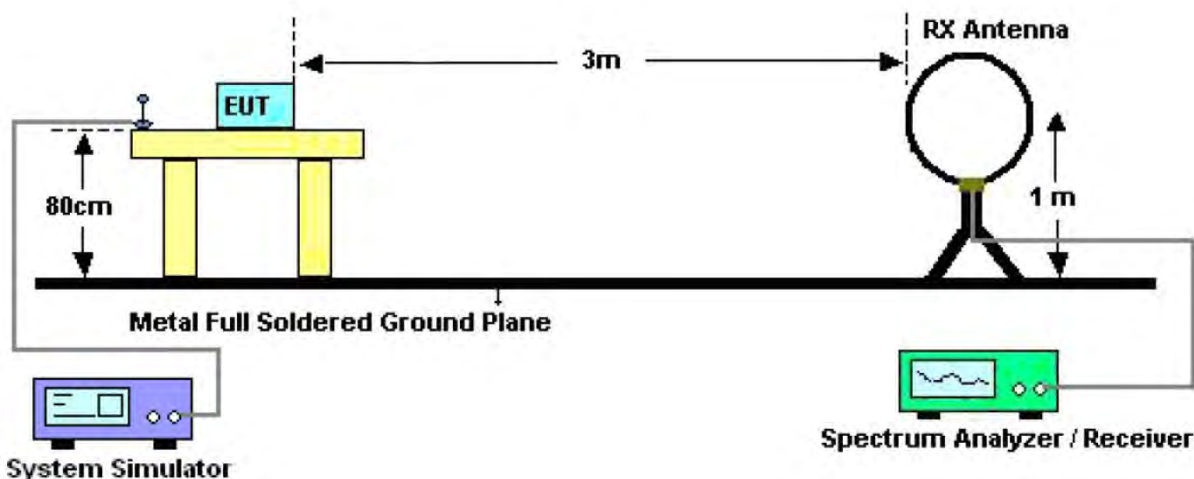 RX Antenna
3m
EUT
80cm
1 m
Metal Full Soldered Ground Plane
System Simulator
Spectrum Analyzer / Receiver